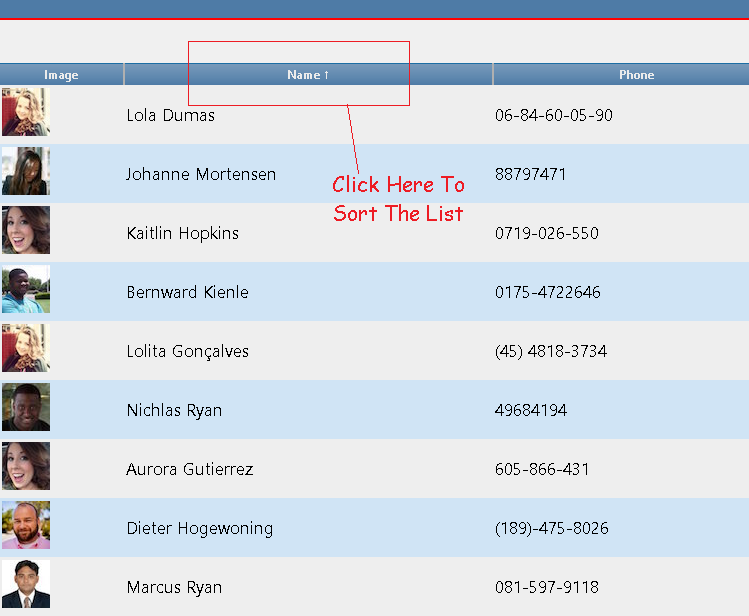 Image Name ↑ Phone
Lola Dumas 06-84-60-05-90
Johanne Mortensen 88797471
Click Here To
Sort The List
Kaitlin Hopkins 0719-026-550
Bernward Kienle 0175-4722646
Lolita Gonçalves (45) 4818-3734
Nichlas Ryan 49684194
Aurora Gutierrez 605-866-431
Dieter Hogewoning (189)-475-8026
Marcus Ryan 081-597-9118